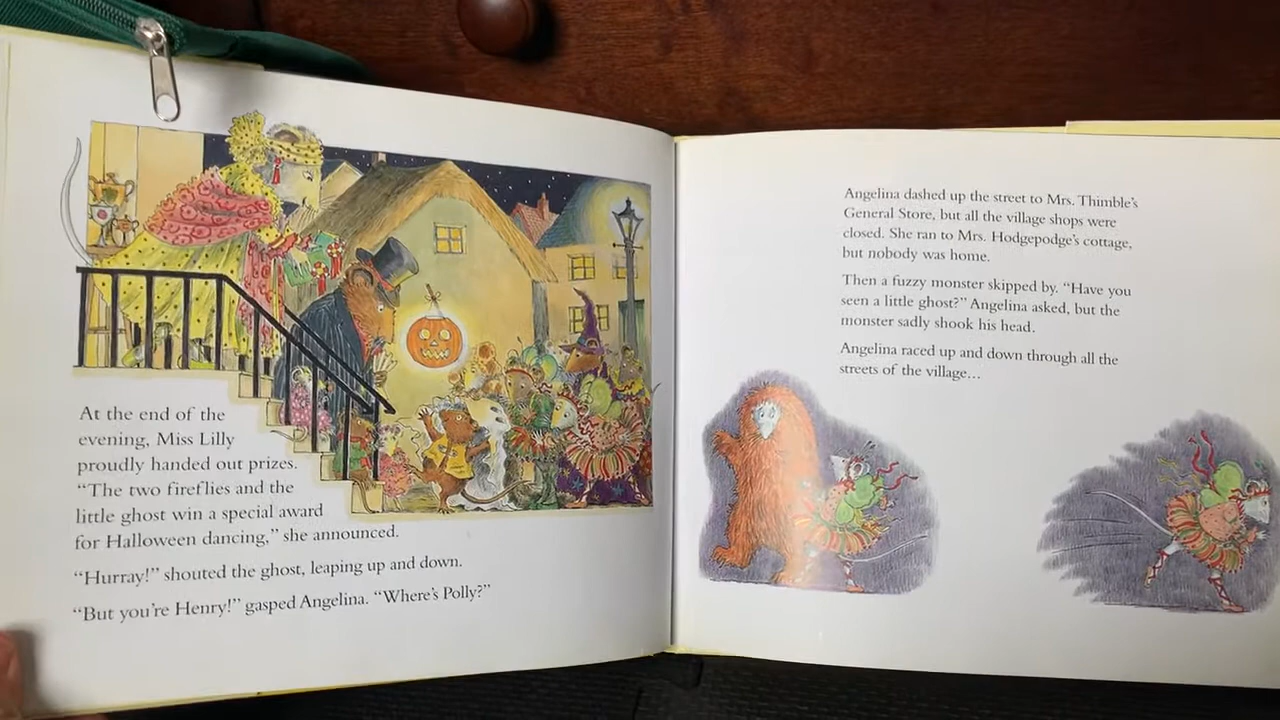 At the end of the
evening, Miss Lilly
proudly handed out prizes.
“The two fireflies and the
little ghost win a special award
for Halloween dancing,” she announced.
“Hurray!” shouted the ghost, leaping up and down.
“But you’re Henry!” gasped Angelina. “Where’s Polly?”
Angelina dashed up the street to Mrs. Thimble’s
General Store, but all the village shops were
closed. She ran to Mrs. Hodgepodge’s cottage,
but nobody was home.
Then a fuzzy monster skipped by. “Have you
seen a little ghost?” Angelina asked, but the
monster sadly shook his head.
Angelina raced up and down through all the
streets of the village…